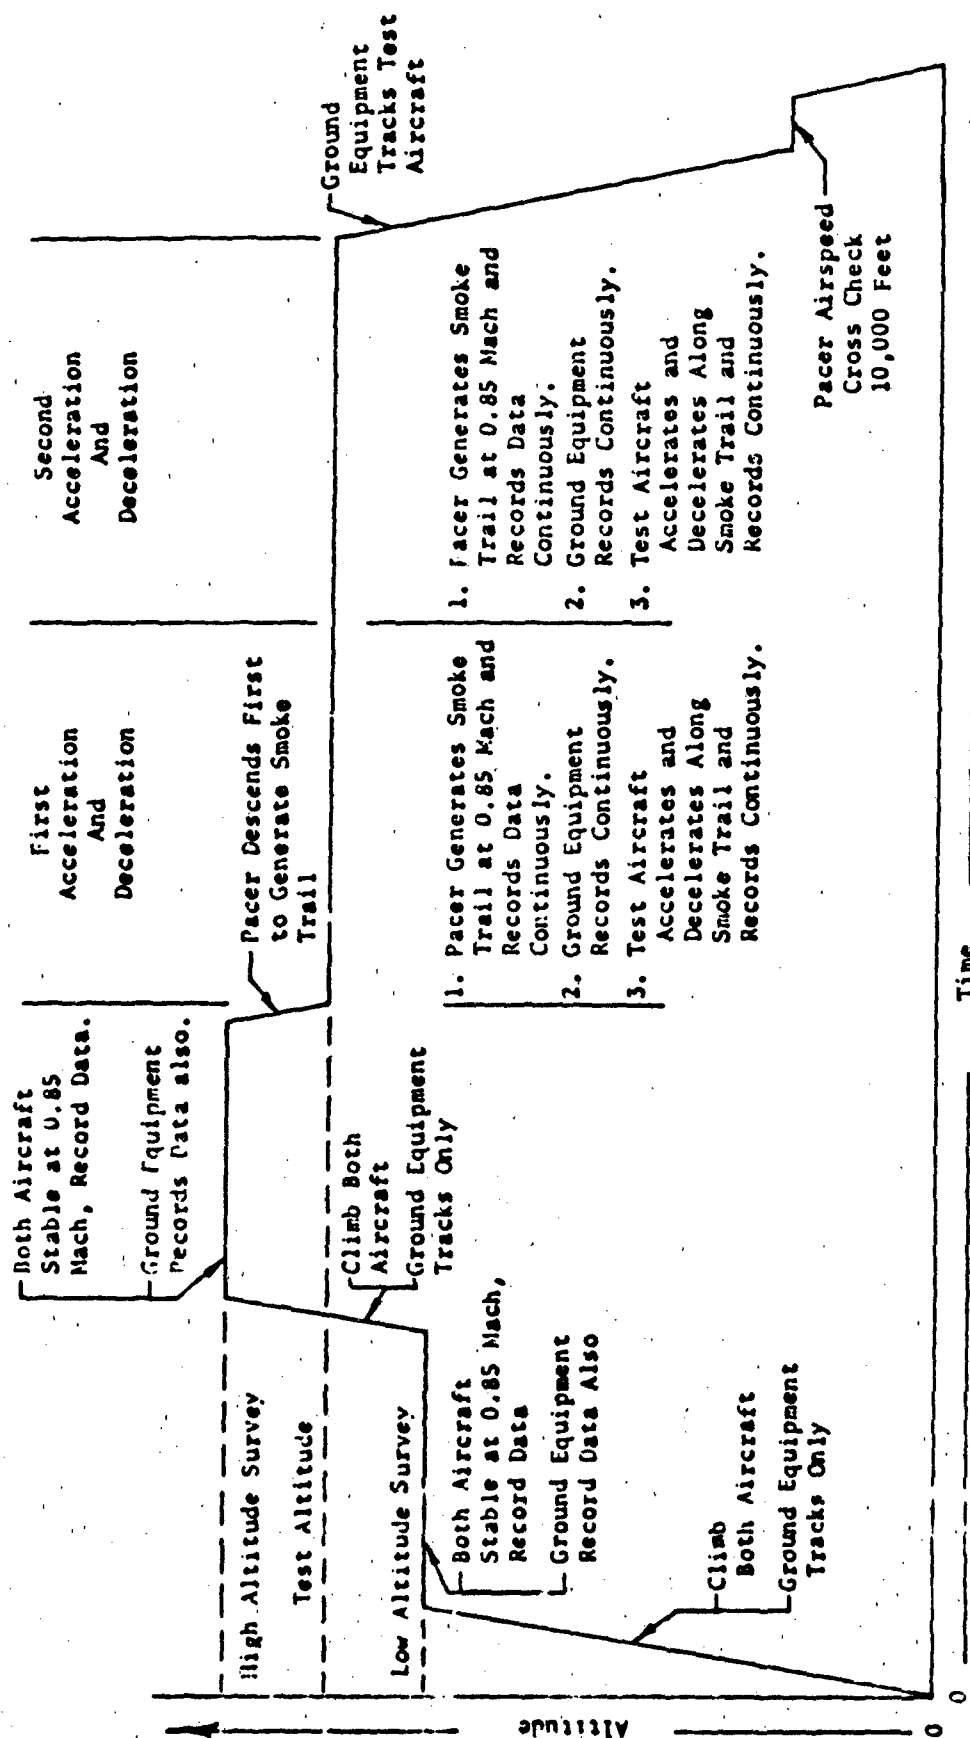 Both Aircraft
Stable at 0.85
Mach, Record Data.
Ground Equipment
Records Data also.
First
Acceleration
And
Deceleration
Second
Acceleration
And
Deceleration
Pacer Descends First
to Generate Smoke
Trail
Ground
Equipment
Tracks Test
Aircraft
High Altitude Survey
Test Altitude
Low Altitude Survey
Climb Both
Aircraft
Ground Equipment
Tracks Only
Both Aircraft
Stable at 0.85 Mach,
Record Data
Ground Equipment
Record Data Also
Climb
Both Aircraft
Ground Equipment
Tracks Only
1. Pacer Generates Smoke
Trail at 0.85 Mach and
Records Data
Continuously.
2. Ground Equipment
Records Continuously.
3. Test Aircraft
Accelerates and
Decelerates Along
Smoke Trail and
Records Continuously.
1. Pacer Generates Smoke
Trail at 0.85 Mach and
Records Data
Continuously.
2. Ground Equipment
Records Continuously.
3. Test Aircraft
Accelerates and
Decelerates Along
Smoke Trail and
Records Continuously.
Pacer Airspeed
Cross Check
10,000 Feet
Altitude
0
0
Time